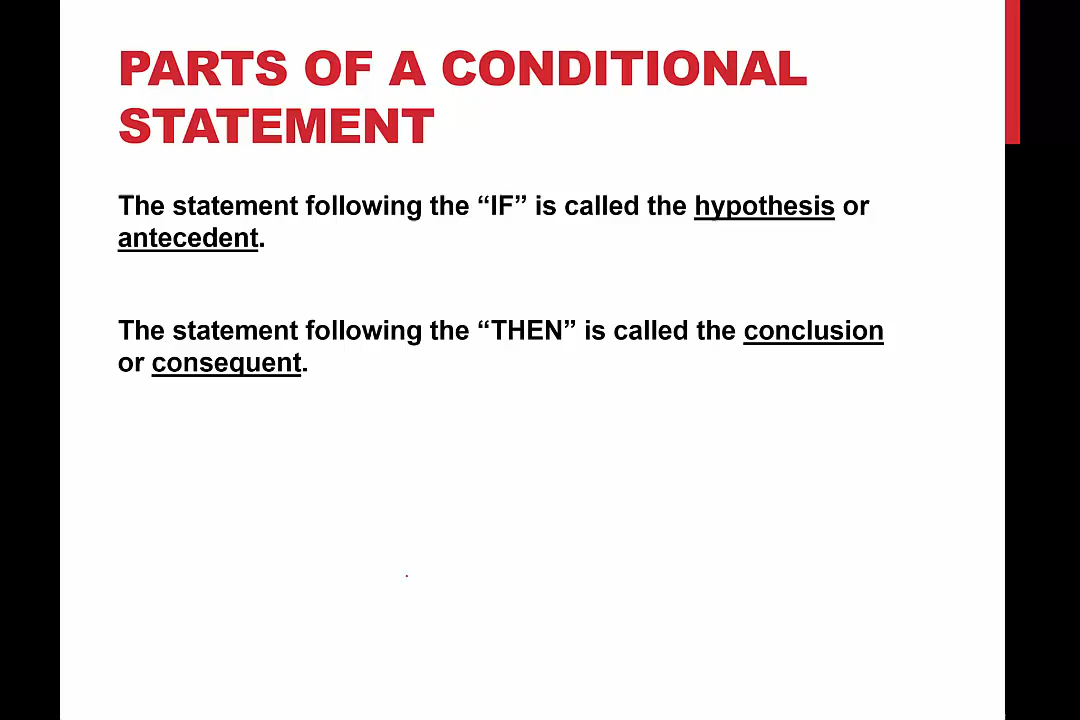 PARTS OF A CONDITIONAL
STATEMENT
The statement following the “IF” is called the hypothesis or
antecedent.
The statement following the “THEN” is called the conclusion
or consequent.